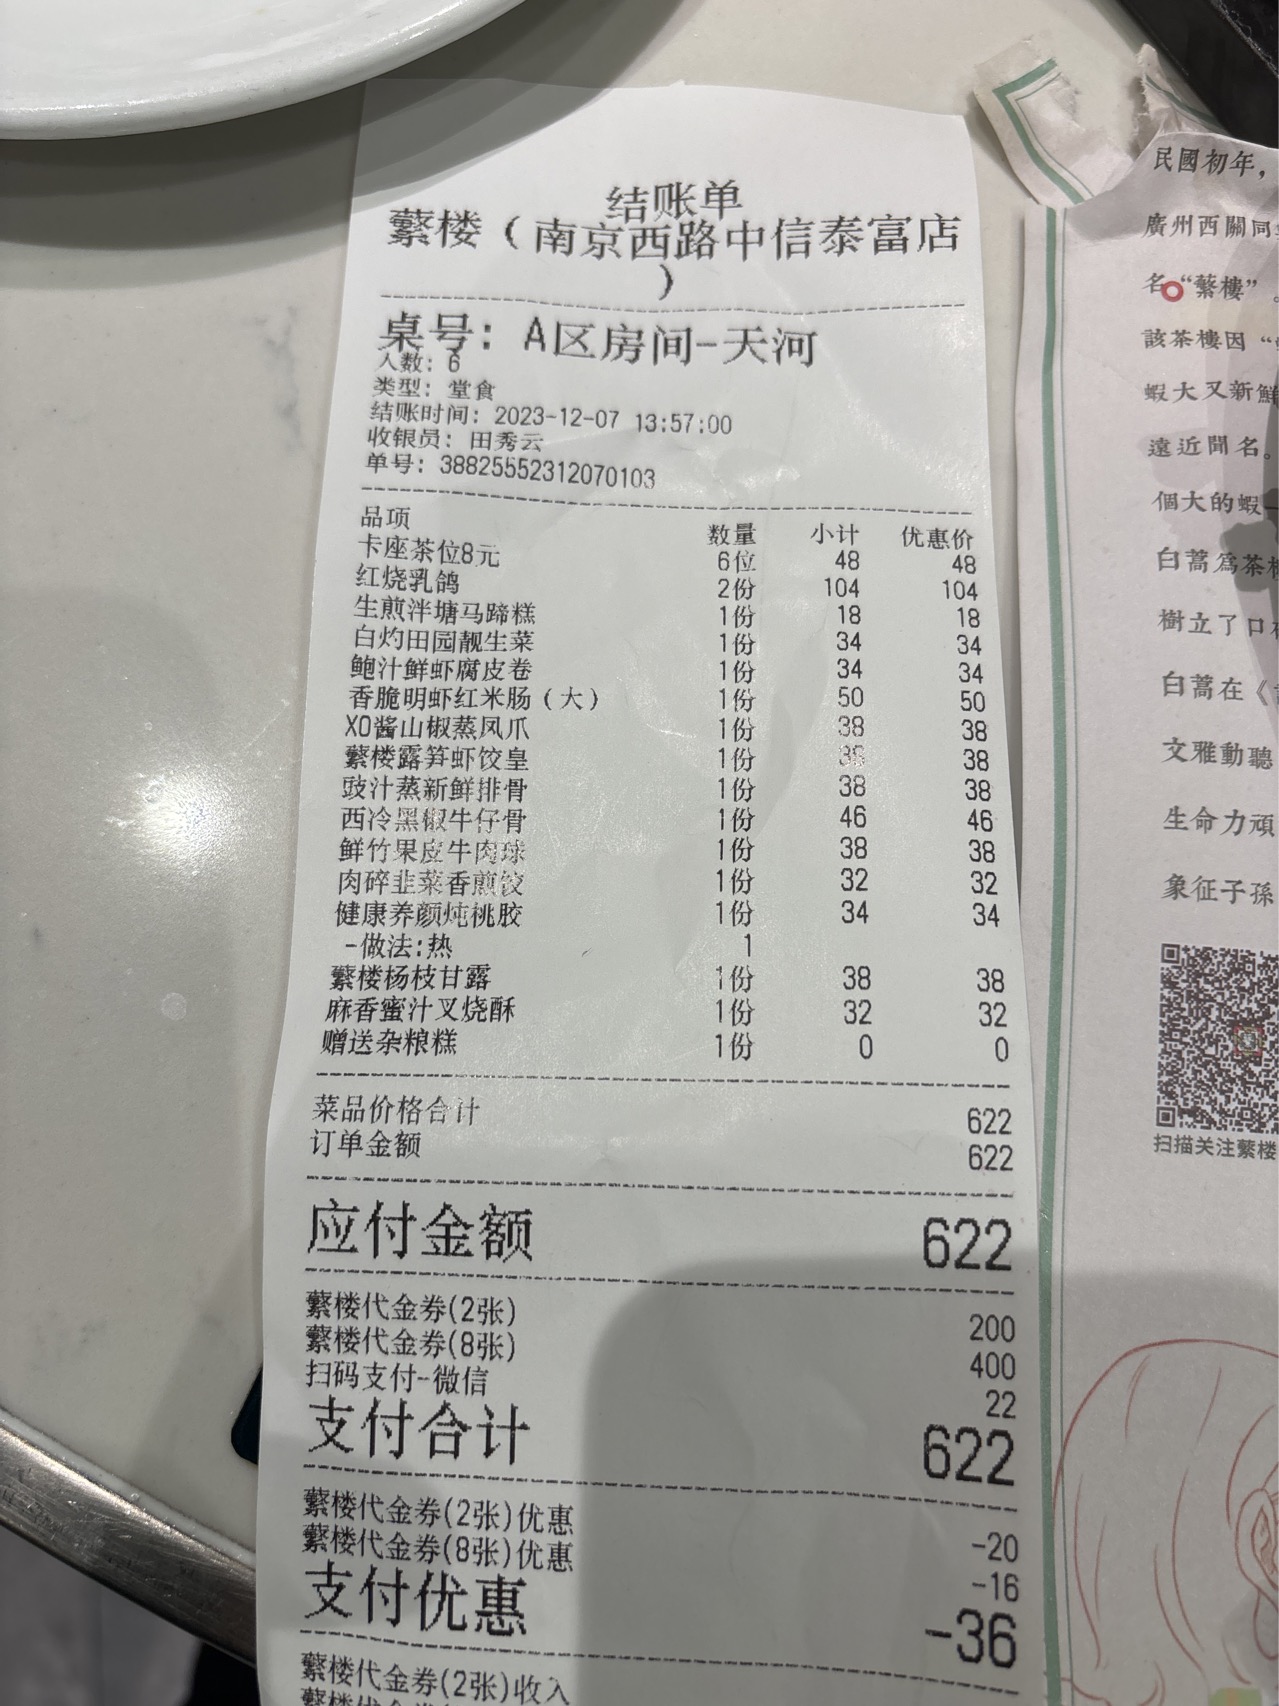 结账单
蘩楼（南京西路中信泰富店
）
桌号：A区房间-天河
人数：6
类型：堂食
结账时间：2023-12-07 13:57:00
收银员：田秀云
单号：38825552312070103
品项 数量 小计 优惠价
卡座茶位8元 6位 48 48
红烧乳鸽 2份 104 104
生煎泮塘马蹄糕 1份 18 18
白灼田园靓生菜 1份 34 34
鲍汁鲜虾腐皮卷 1份 34 34
香脆明虾红米肠（大） 1份 50 50
XO酱山椒蒸凤爪 1份 38 38
蘩楼露笋虾饺皇 1份 38 38
豉汁蒸新鲜排骨 1份 38 38
西冷黑椒牛仔骨 1份 46 46
鲜竹果皮牛肉球 1份 38 38
肉碎韭菜香煎饺 1份 32 32
健康养颜炖桃胶 1份 34 34
-做法:热 1
蘩楼杨枝甘露 1份 38 38
麻香蜜汁叉烧酥 1份 32 32
赠送杂粮糕 1份 0 0
菜品价格合计 622
订单金额 622
应付金额 622
蘩楼代金券(2张) 200
蘩楼代金券(8张) 400
扫码支付-微信 22
支付合计 622
蘩楼代金券(2张)优惠 -20
蘩楼代金券(8张)优惠 -16
支付优惠 -36
蘩楼代金券(2张)收入
民國初年，
廣州西關同
名“蘩樓”。
該茶樓因“
蝦大又新鮮
遠近聞名。
個大的蝦
白蒿爲茶樓
樹立了口
白蒿在《
文雅動聽
生命力頑
象征子孫
扫描关注蘩楼